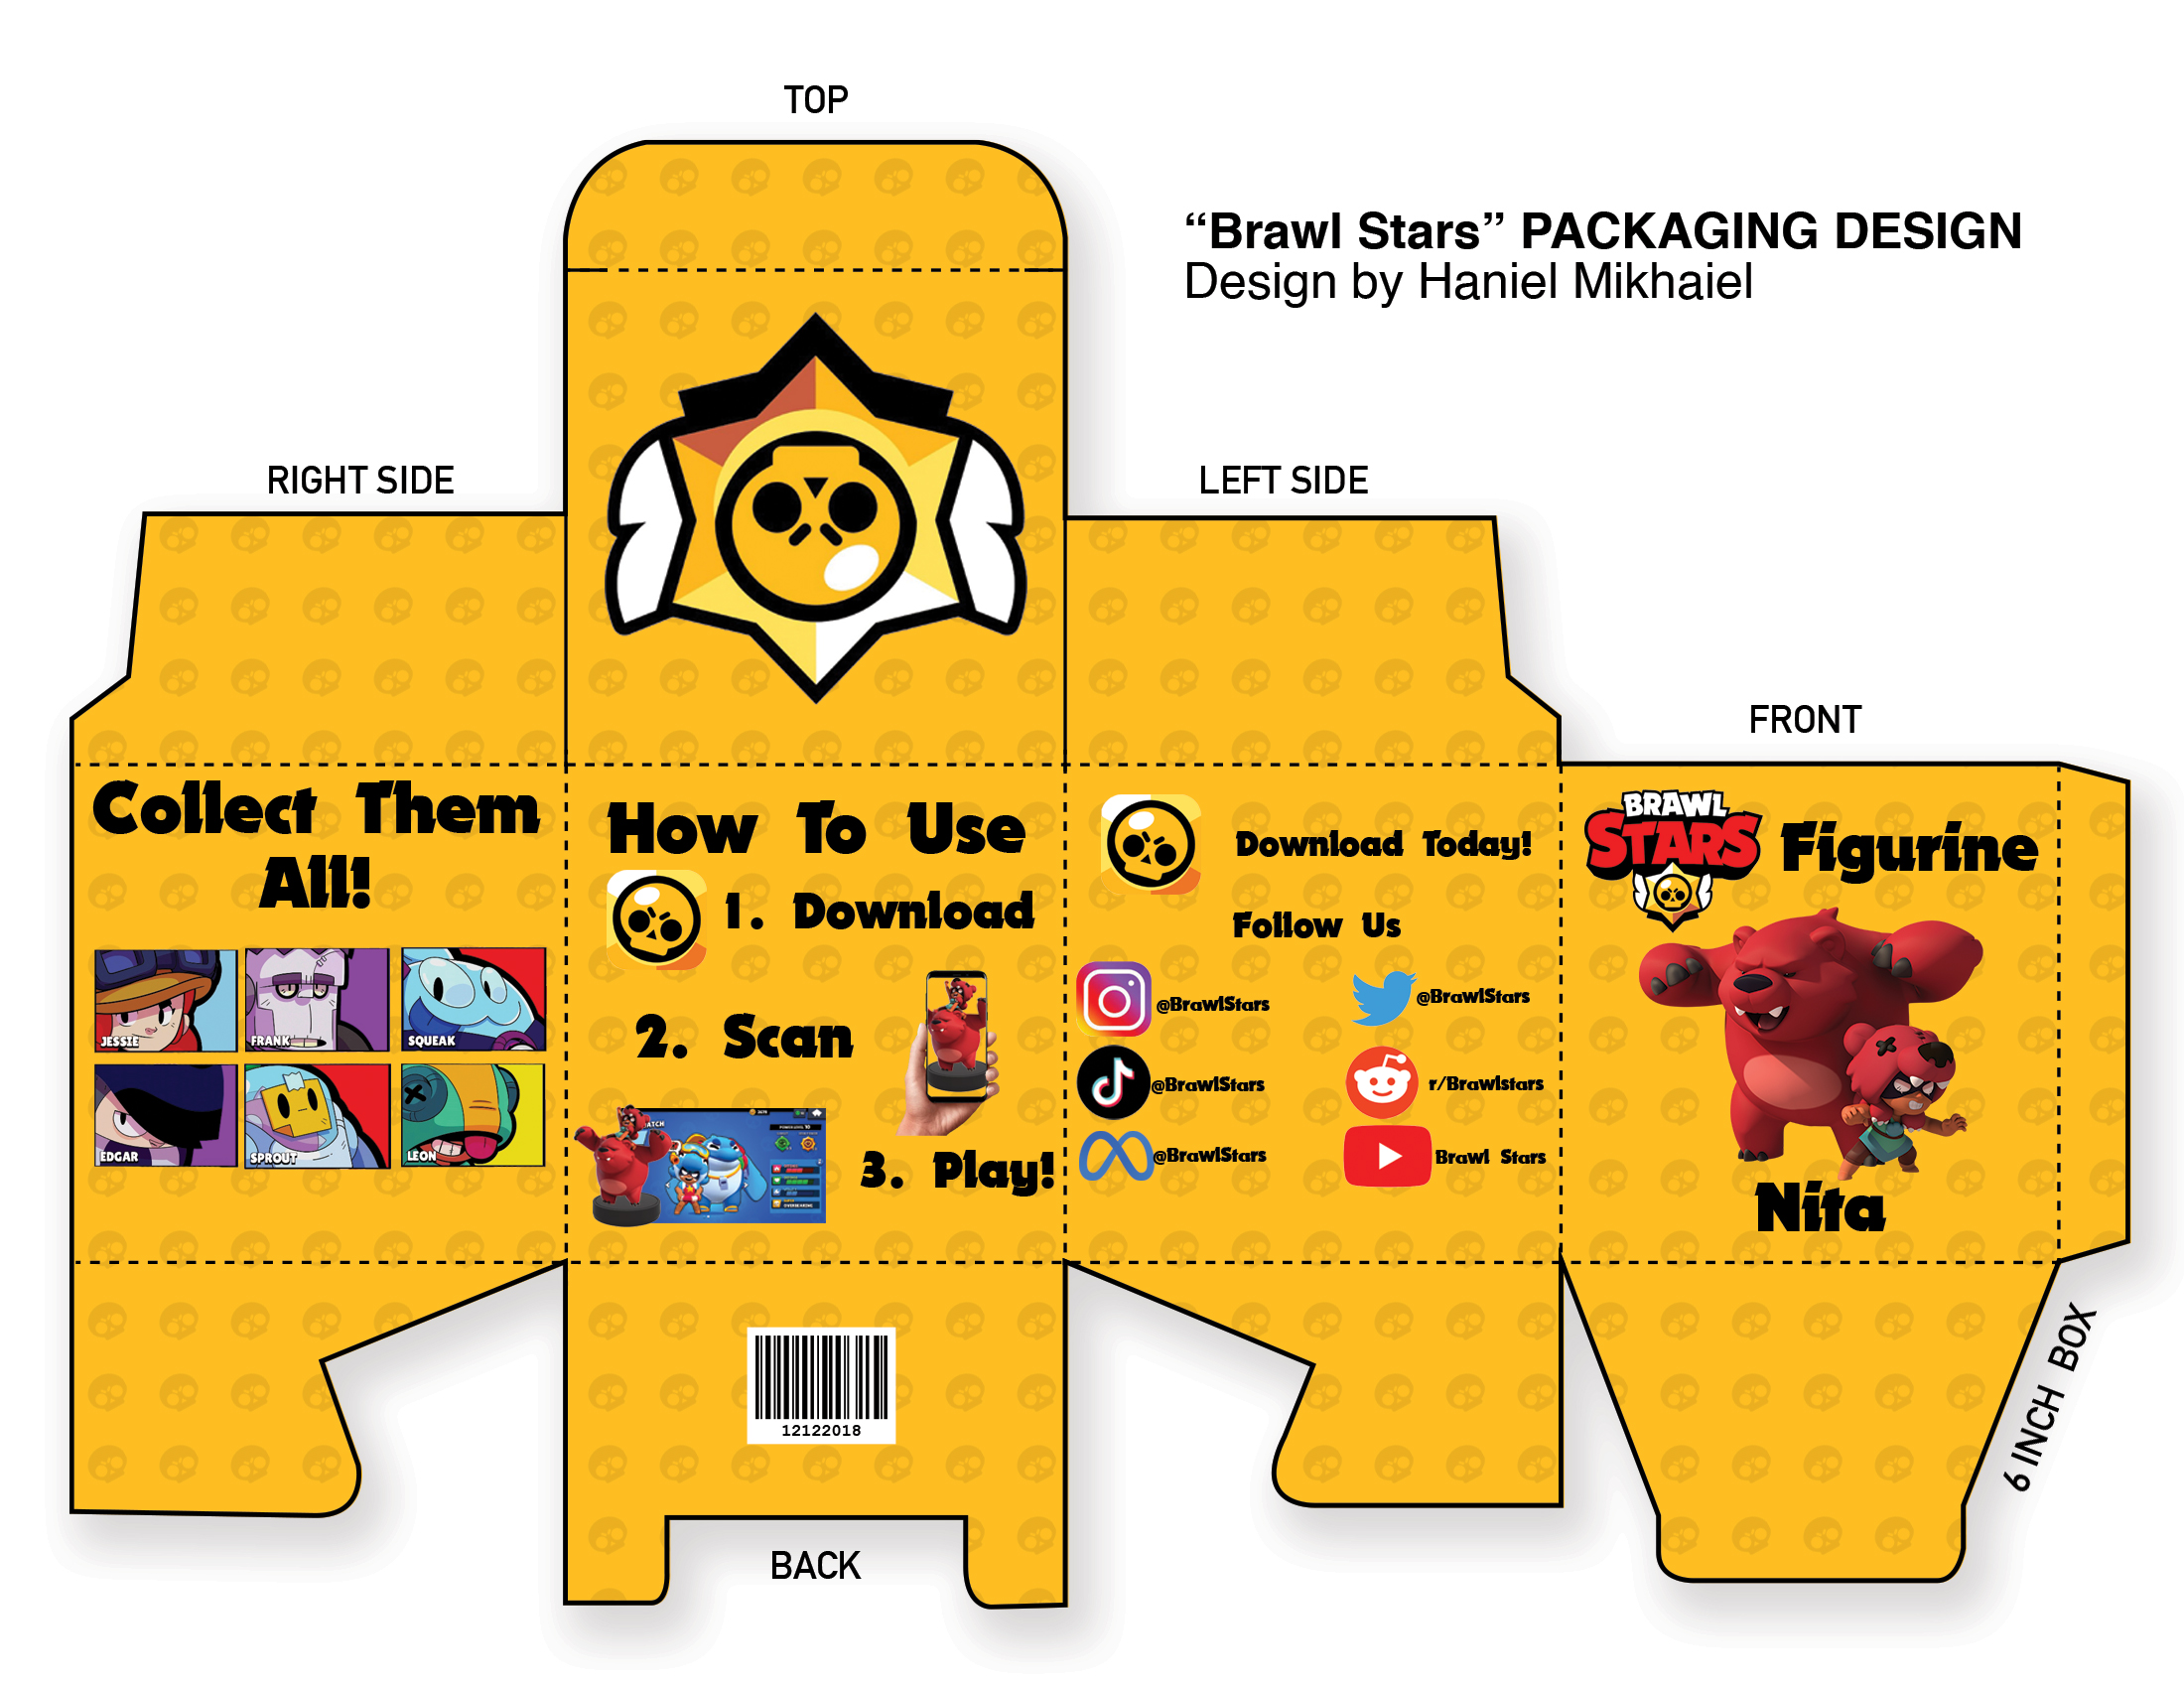 TOP
“Brawl Stars” PACKAGING DESIGN
Design by Haniel Mikhaiel
RIGHT SIDE
LEFT SIDE
FRONT
Collect Them
All!
JESSIE
FRANK
SQUEAK
EDGAR
SPROUT
LEON
How To Use
1. Download
2. Scan
3. Play!
Download Today!
Follow Us
@BrawlStars
@BrawlStars
@BrawlStars
r/Brawlstars
@BrawlStars
Brawl Stars
BRAWL
STARS
Figurine
Nita
6 INCH BOX
12122018
BACK